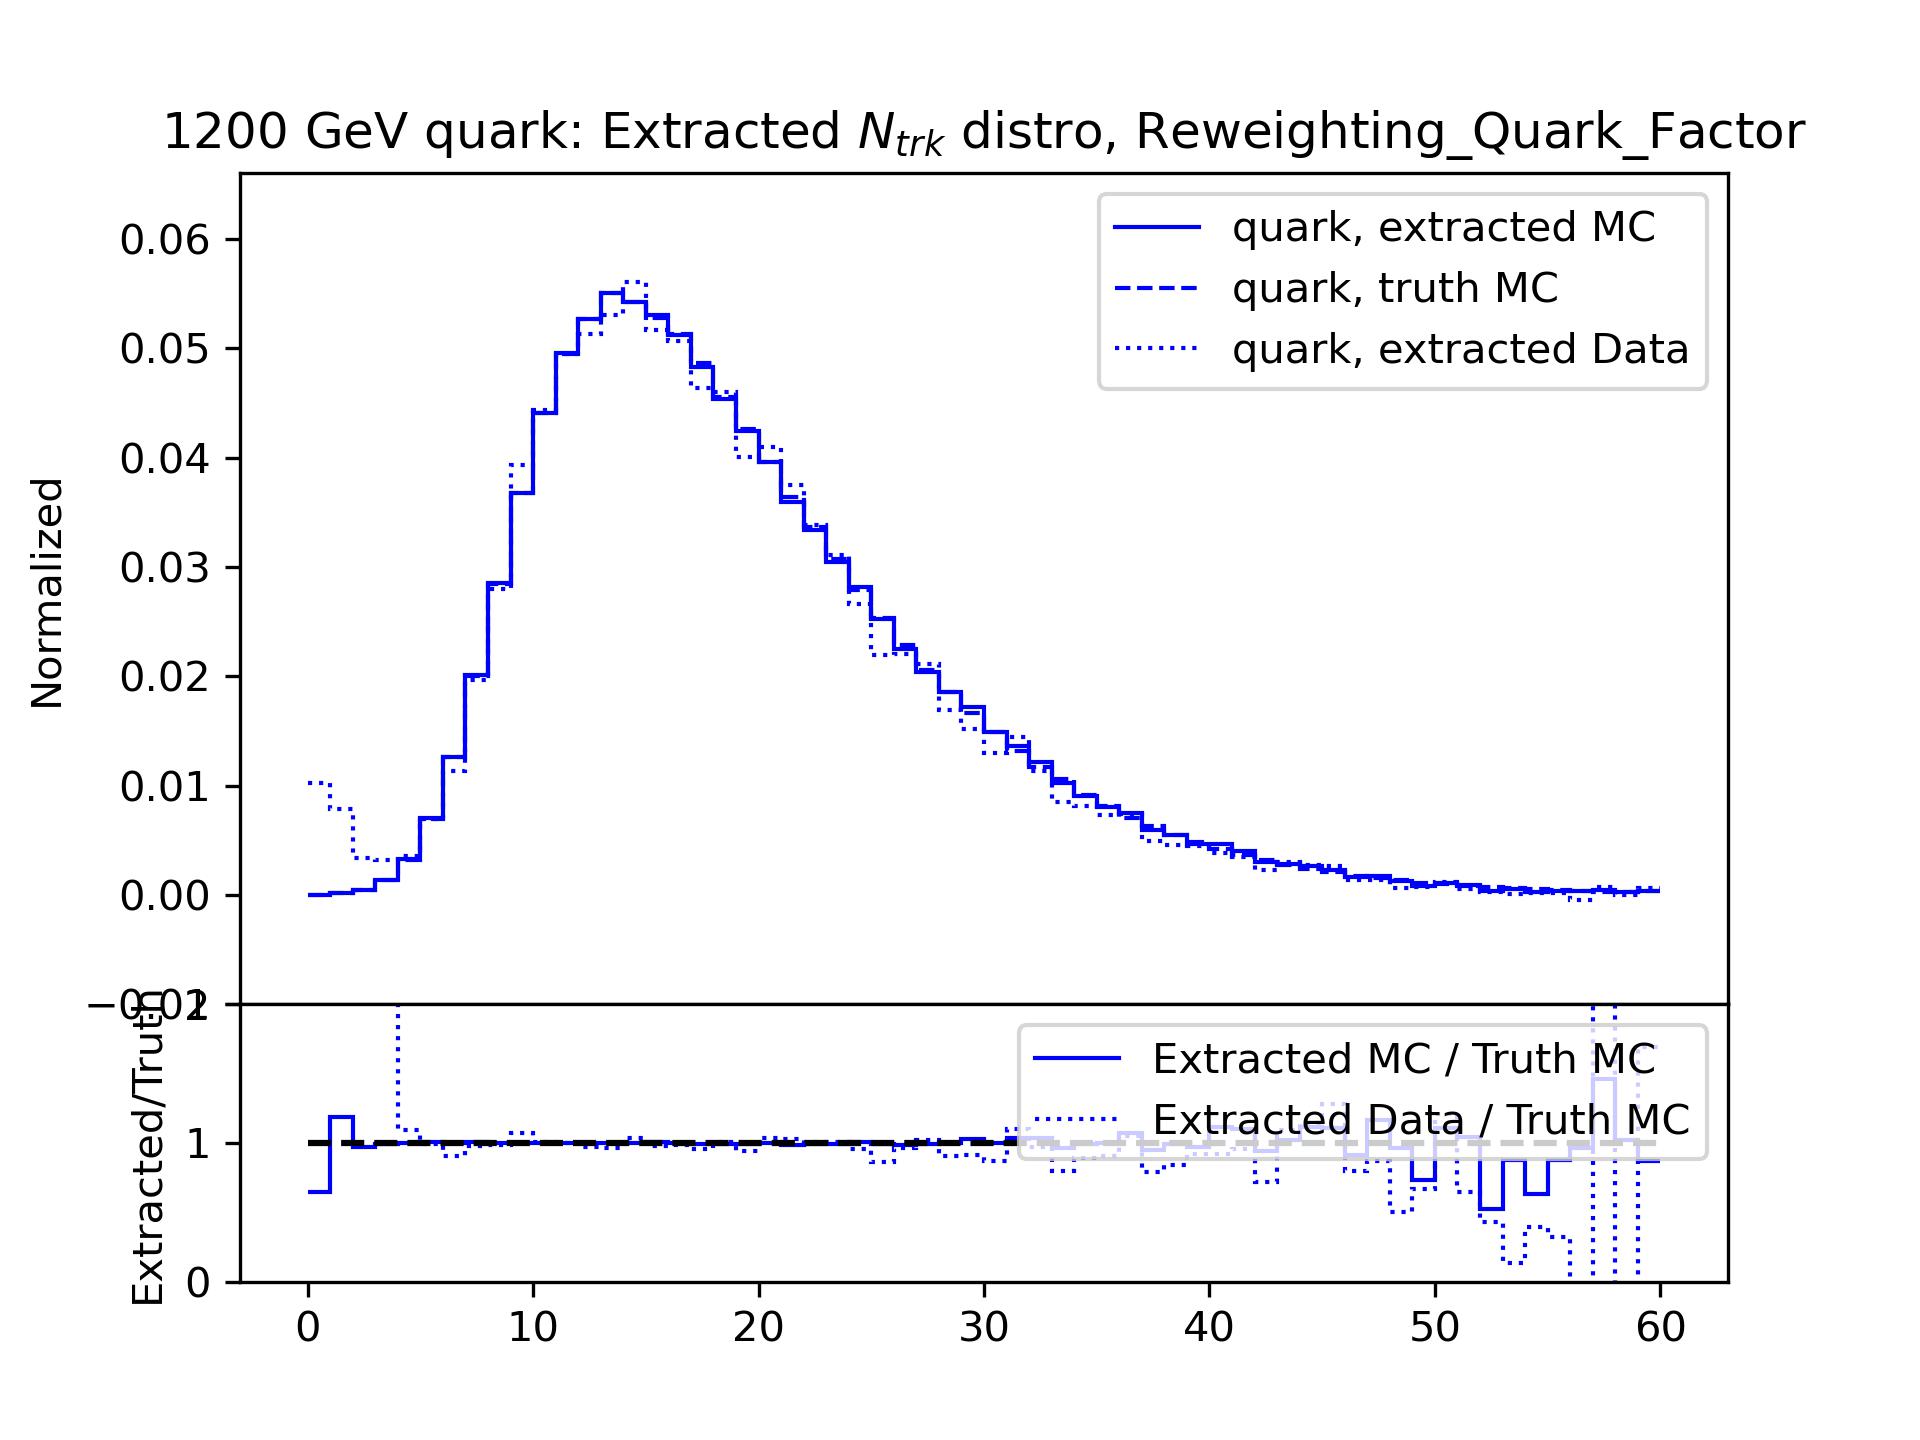 1200 GeV quark: Extracted N_trk distro, Reweighting_Quark_Factor
quark, extracted MC
quark, truth MC
quark, extracted Data
0.06
0.05
0.04
0.03
0.02
0.01
0.00
−0.01
Normalized
Extracted MC / Truth MC
Extracted Data / Truth MC
2
1
0
Extracted/Truth
0 10 20 30 40 50 60